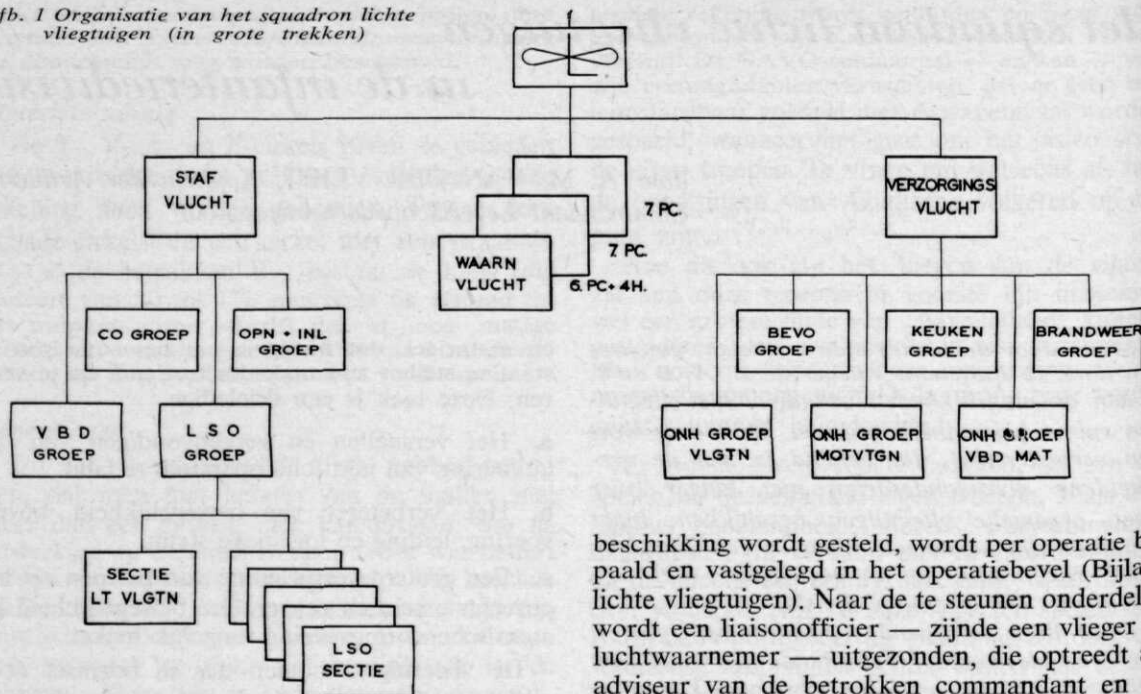 fb. 1 Organisatie van het squadron lichte
vliegtuigen (in grote trekken)
STAF
VLUCHT
WAARN
VLUCHT
7 R.
7. PC.
6. PC+ 4H.
VERZORGINGS
VLUCHT
CO GROEP
GROEP
BEVO
GROEP
KEUKEN
GROEP
BRANDWEER
GROEP
VBD
GROEP
LSO
GROEP
ONH GROEP
VLGTN
ONH GROEP
MOTVTGN
ONH GROEP
VBD MAT
SECTIE
LT VLGTN
LSO
SECTIE
beschikking wordt gesteld, wordt per operatie b
paald en vastgelegd in het operatiebevel (Bijla
lichte vliegtuigen). Naar de te steunen onderdel
wordt een liaisonofficier — zijnde een vlieger
luchtwaarnemer — uitgezonden, die optreedt
adviseur van de betrokken commandant en